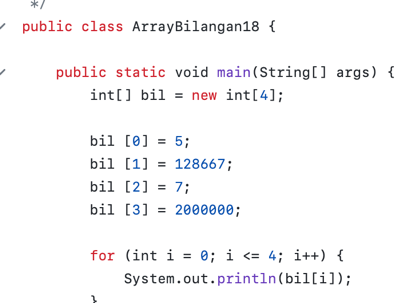 */
public class ArrayBilangan18 {
public static void main(String[] args) {
int[] bil = new int[4];
bil [0] = 5;
bil [1] = 128667;
bil [2] = 7;
bil [3] = 2000000;
for (int i = 0; i <= 4; i++) {
System.out.println(bil[i]);
}